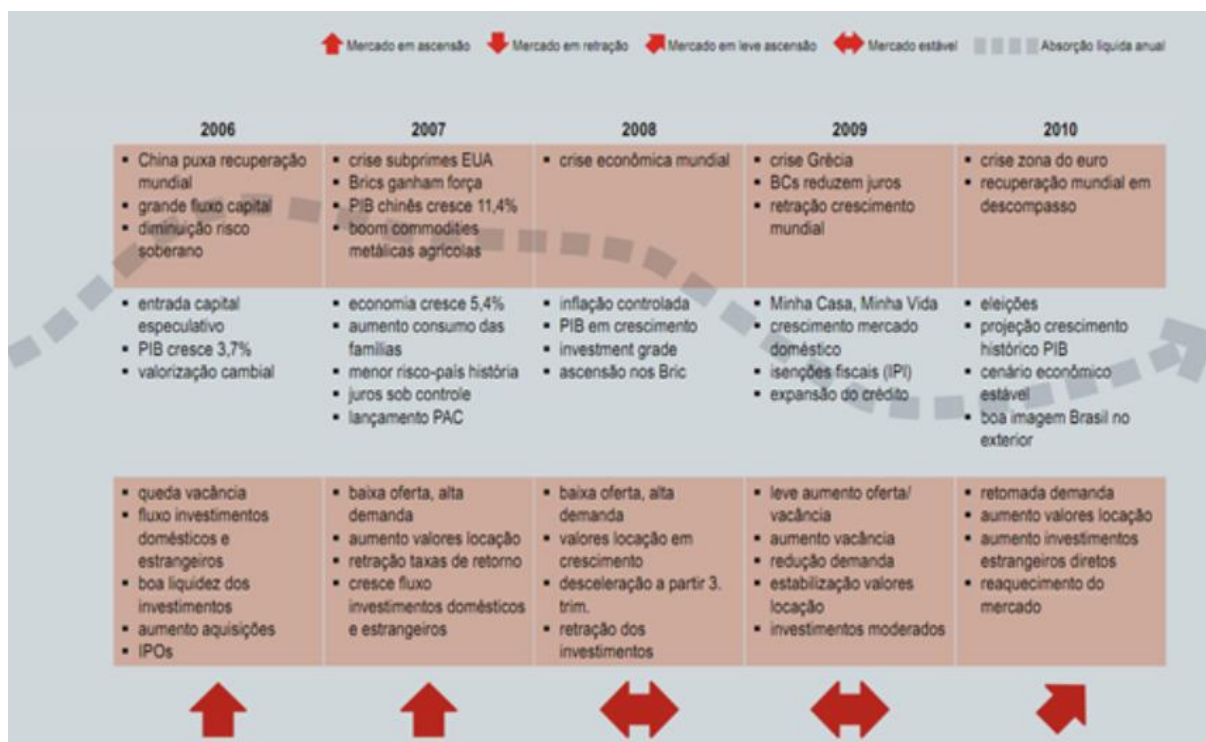 Mercado em ascensão Mercado em retração Mercado em leve ascensão Mercado estável Absorção líquida anual
2006 2007 2008 2009 2010
▪ China puxa recuperação
mundial
▪ grande fluxo capital
▪ diminuição risco
soberano
▪ crise subprimes EUA
▪ Brics ganham força
▪ PIB chinês cresce 11,4%
▪ boom commodities
metálicas agrícolas
▪ crise econômica mundial
▪ crise Grécia
▪ BCs reduzem juros
▪ retração crescimento
mundial
▪ crise zona do euro
▪ recuperação mundial em
descompasso
▪ entrada capital
especulativo
▪ PIB cresce 3,7%
▪ valorização cambial
▪ economia cresce 5,4%
▪ aumento consumo das
famílias
▪ menor risco-país história
▪ juros sob controle
▪ lançamento PAC
▪ inflação controlada
▪ PIB em crescimento
▪ investment grade
▪ ascensão nos Bric
▪ Minha Casa, Minha Vida
▪ crescimento mercado
doméstico
▪ isenções fiscais (IPI)
▪ expansão do crédito
▪ eleições
▪ projeção crescimento
histórico PIB
▪ cenário econômico
estável
▪ boa imagem Brasil no
exterior
▪ queda vacância
▪ fluxo investimentos
domésticos e
estrangeiros
▪ boa liquidez dos
investimentos
▪ aumento aquisições
▪ IPOs
▪ baixa oferta, alta
demanda
▪ aumento valores locação
▪ retração taxas de retorno
▪ cresce fluxo
investimentos domésticos
e estrangeiros
▪ baixa oferta, alta
demanda
▪ valores locação em
crescimento
▪ desceleração a partir 3.
trim.
▪ retração dos
investimentos
▪ leve aumento oferta/
vacância
▪ aumento vacância
▪ redução demanda
▪ estabilização valores
locação
▪ investimentos moderados
▪ retomada demanda
▪ aumento valores locação
▪ aumento investimentos
estrangeiros diretos
▪ reaquecimento do
mercado